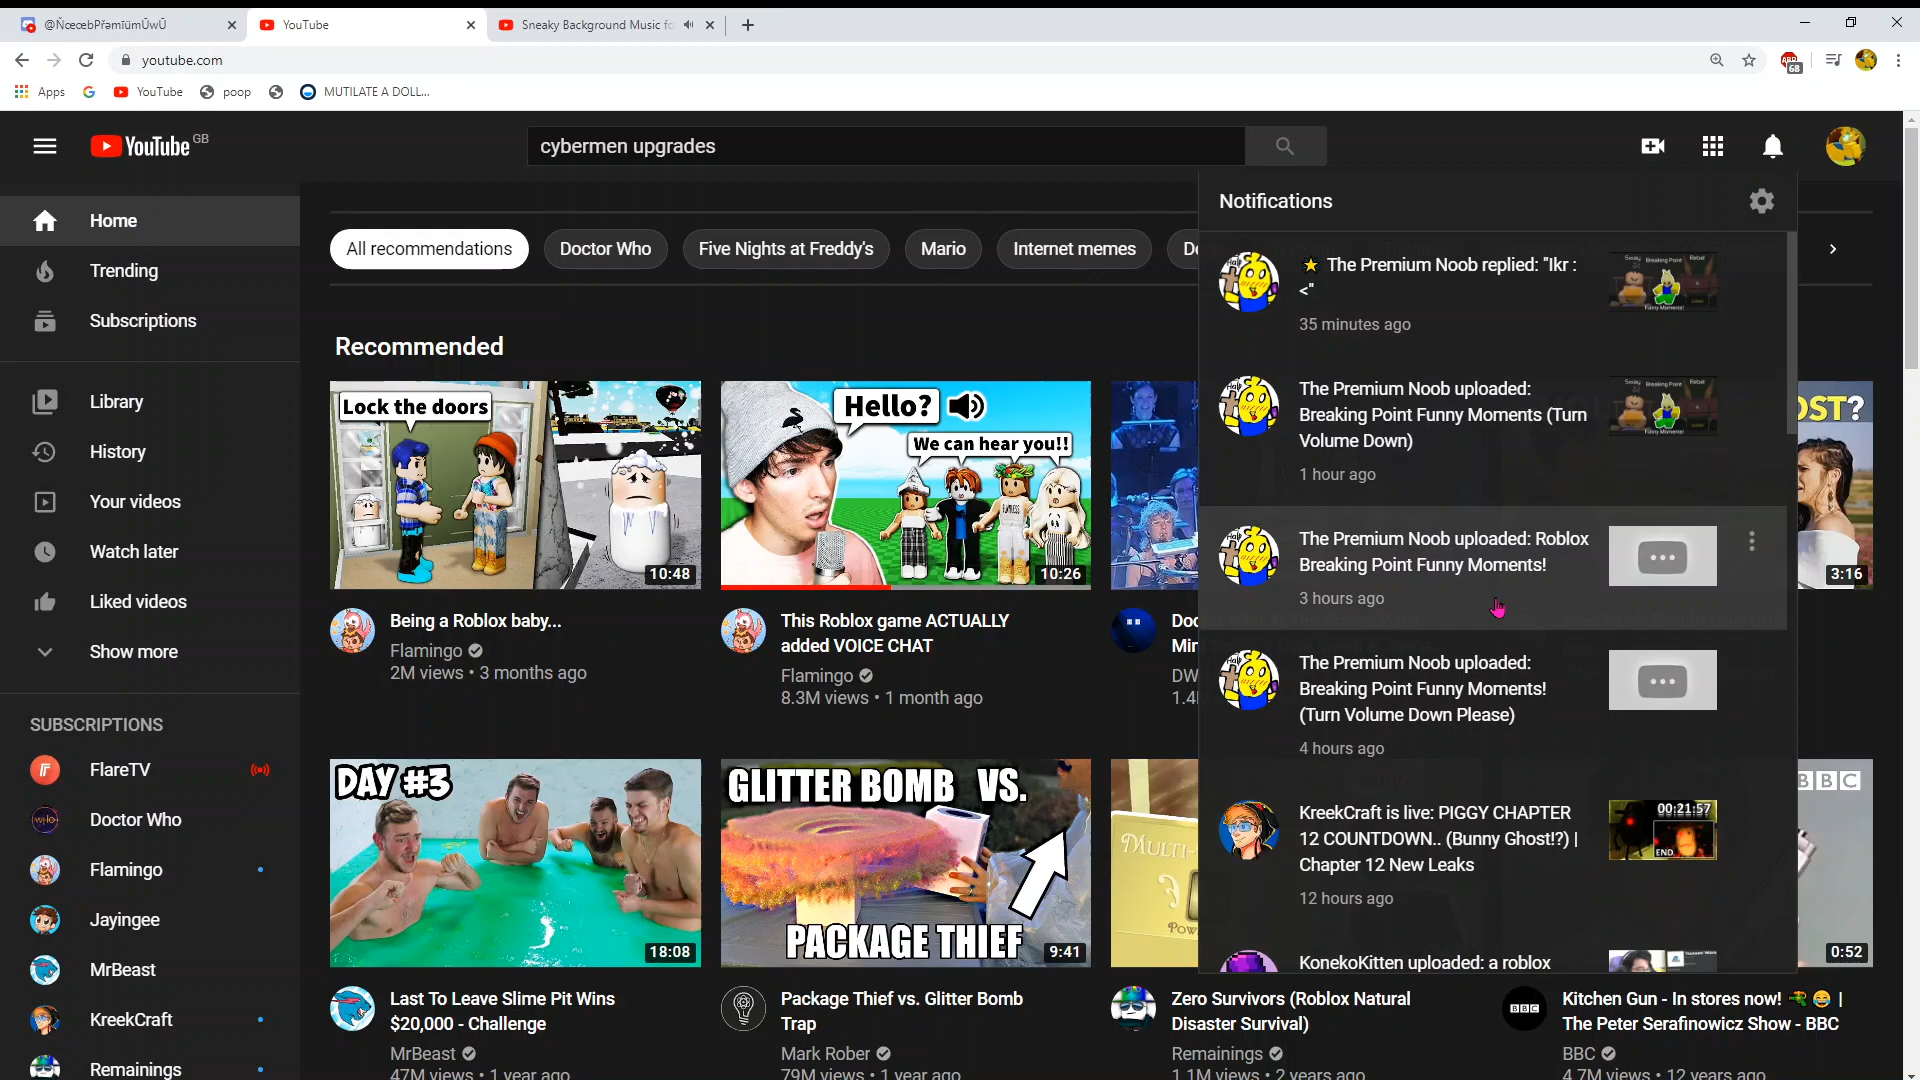 @ŇœœebPřəmîümŰwŰ
YouTube
Sneaky Background Music fo
youtube.com
68
Apps
YouTube
poop
MUTILATE A DOLL...
YouTube GB
cybermen upgrades
Home
Trending
Subscriptions
Library
History
Your videos
Watch later
Liked videos
Show more
SUBSCRIPTIONS
FlareTV
Doctor Who
Flamingo
Jayingee
MrBeast
KreekCraft
Remainings
All recommendations
Doctor Who
Five Nights at Freddy's
Mario
Internet memes
Recommended
Lock the doors
10:48
Being a Roblox baby...
Flamingo
2M views • 3 months ago
Hello?
We can hear you!!
10:26
This Roblox game ACTUALLY
added VOICE CHAT
Flamingo
8.3M views • 1 month ago
OST?
3:16
DAY #3
18:08
Last To Leave Slime Pit Wins
$20,000 - Challenge
MrBeast
47M views • 1 year ago
GLITTER BOMB VS.
PACKAGE THIEF
9:41
Package Thief vs. Glitter Bomb
Trap
Mark Rober
79M views • 1 year ago
Zero Survivors (Roblox Natural
Disaster Survival)
Remainings
1.1M views • 2 years ago
BBC
0:52
BBC
Kitchen Gun - In stores now! 🔫😂 |
The Peter Serafinowicz Show - BBC
BBC
4.7M views • 12 years ago
Notifications
⭐ The Premium Noob replied: "Ikr :
<"
35 minutes ago
The Premium Noob uploaded:
Breaking Point Funny Moments (Turn
Volume Down)
1 hour ago
The Premium Noob uploaded: Roblox
Breaking Point Funny Moments!
3 hours ago
The Premium Noob uploaded:
Breaking Point Funny Moments!
(Turn Volume Down Please)
4 hours ago
KreekCraft is live: PIGGY CHAPTER
12 COUNTDOWN.. (Bunny Ghost!?) |
Chapter 12 New Leaks
12 hours ago
00:21:57
END
KonekoKitten uploaded: a roblox